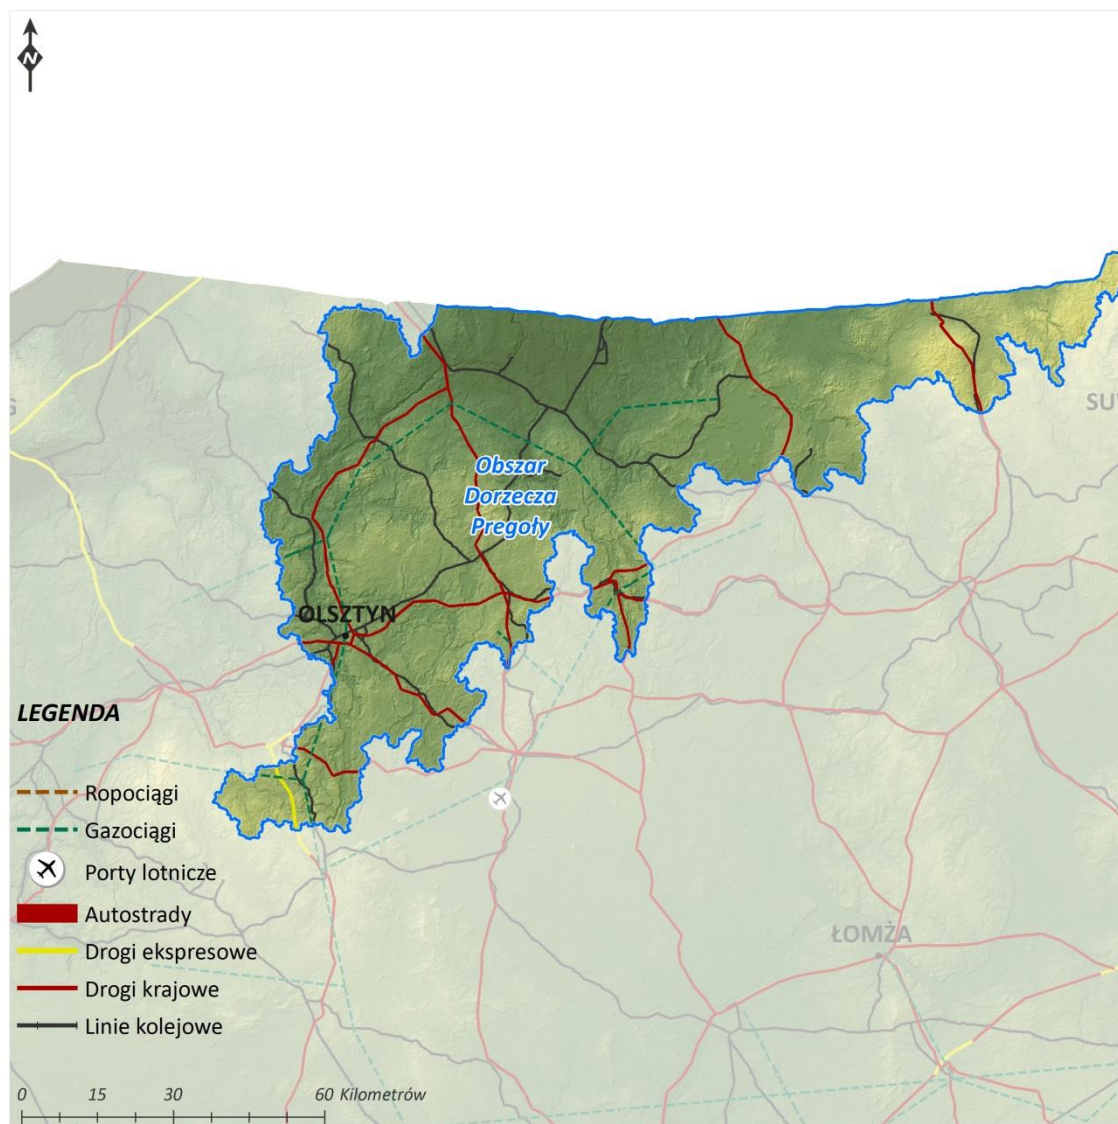 N
G
SU
Obszar
Dorzecza
Pregoły
OLSZTYN
LEGENDA
Ropociągi
Gazociągi
Porty lotnicze
Autostrady
Drogi ekspresowe
Drogi krajowe
Linie kolejowe
ŁOMŻA
0 15 30 60 Kilometrów